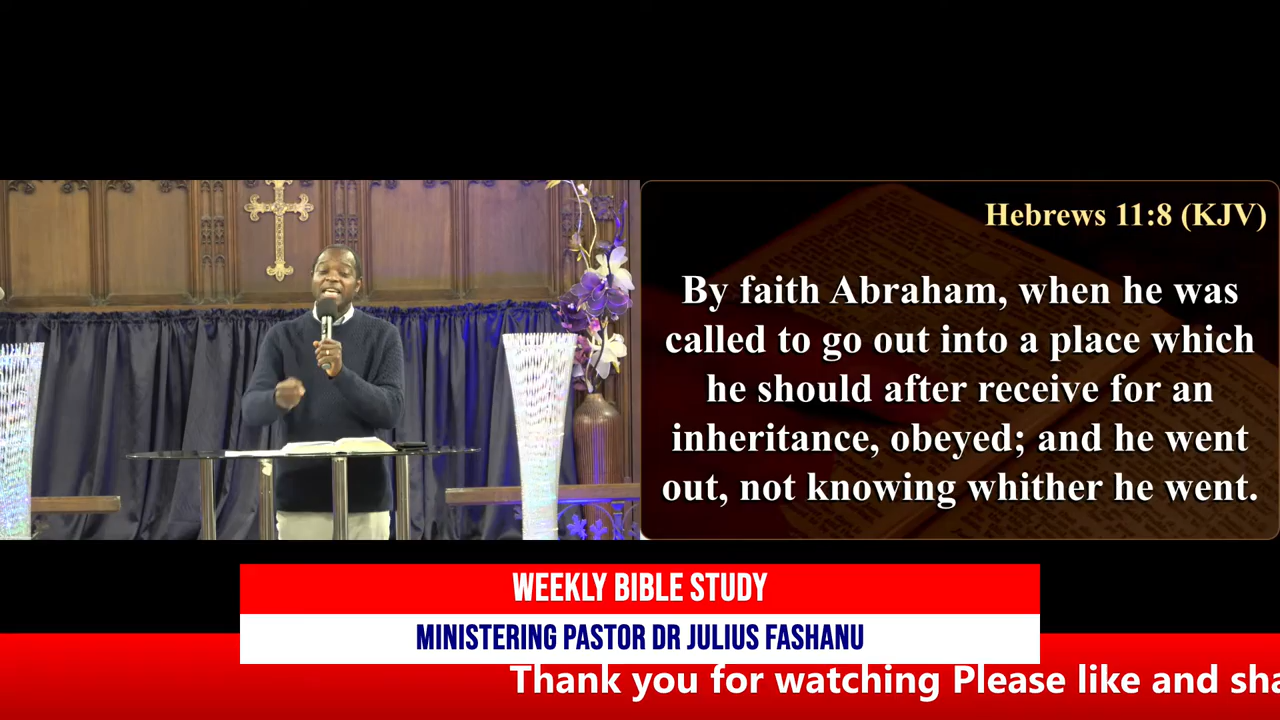 Hebrews 11:8 (KJV)
By faith Abraham, when he was
called to go out into a place which
he should after receive for an
inheritance, obeyed; and he went
out, not knowing whither he went.
WEEKLY BIBLE STUDY
MINISTERING PASTOR DR JULIUS FASHANU
Thank you for watching Please like and sha